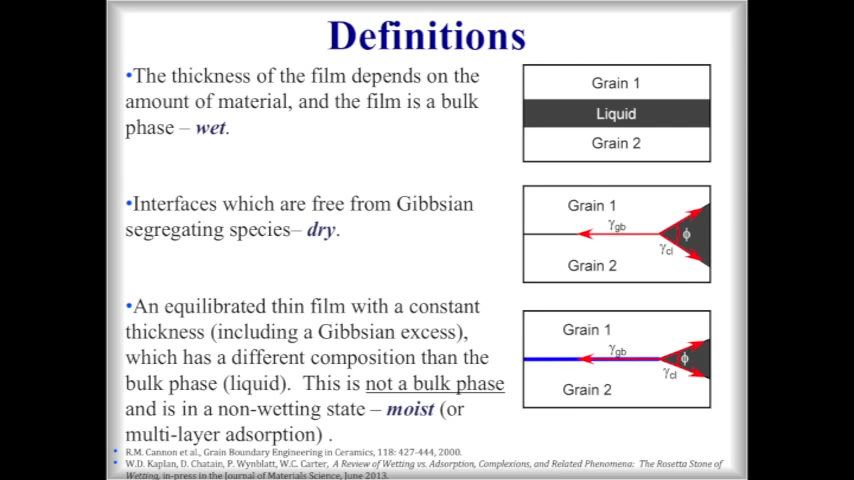 Definitions
•The thickness of the film depends on the
amount of material, and the film is a bulk
phase – wet.
Grain 1
Liquid
Grain 2
•Interfaces which are free from Gibbsian
segregating species– dry.
Grain 1
γgb
ϕ
γcl
Grain 2
•An equilibrated thin film with a constant
thickness (including a Gibbsian excess),
which has a different composition than the
bulk phase (liquid). This is not a bulk phase
and is in a non-wetting state – moist (or
multi-layer adsorption) .
Grain 1
γgb
ϕ
γcl
Grain 2
• R.M. Cannon et al., Grain Boundary Engineering in Ceramics, 118: 427-444, 2000.
• W.D. Kaplan, D. Chatain, P. Wynblatt, W.C. Carter, A Review of Wetting vs. Adsorption, Complexions, and Related Phenomena: The Rosetta Stone of
Wetting, in-press in the Journal of Materials Science, June 2013.